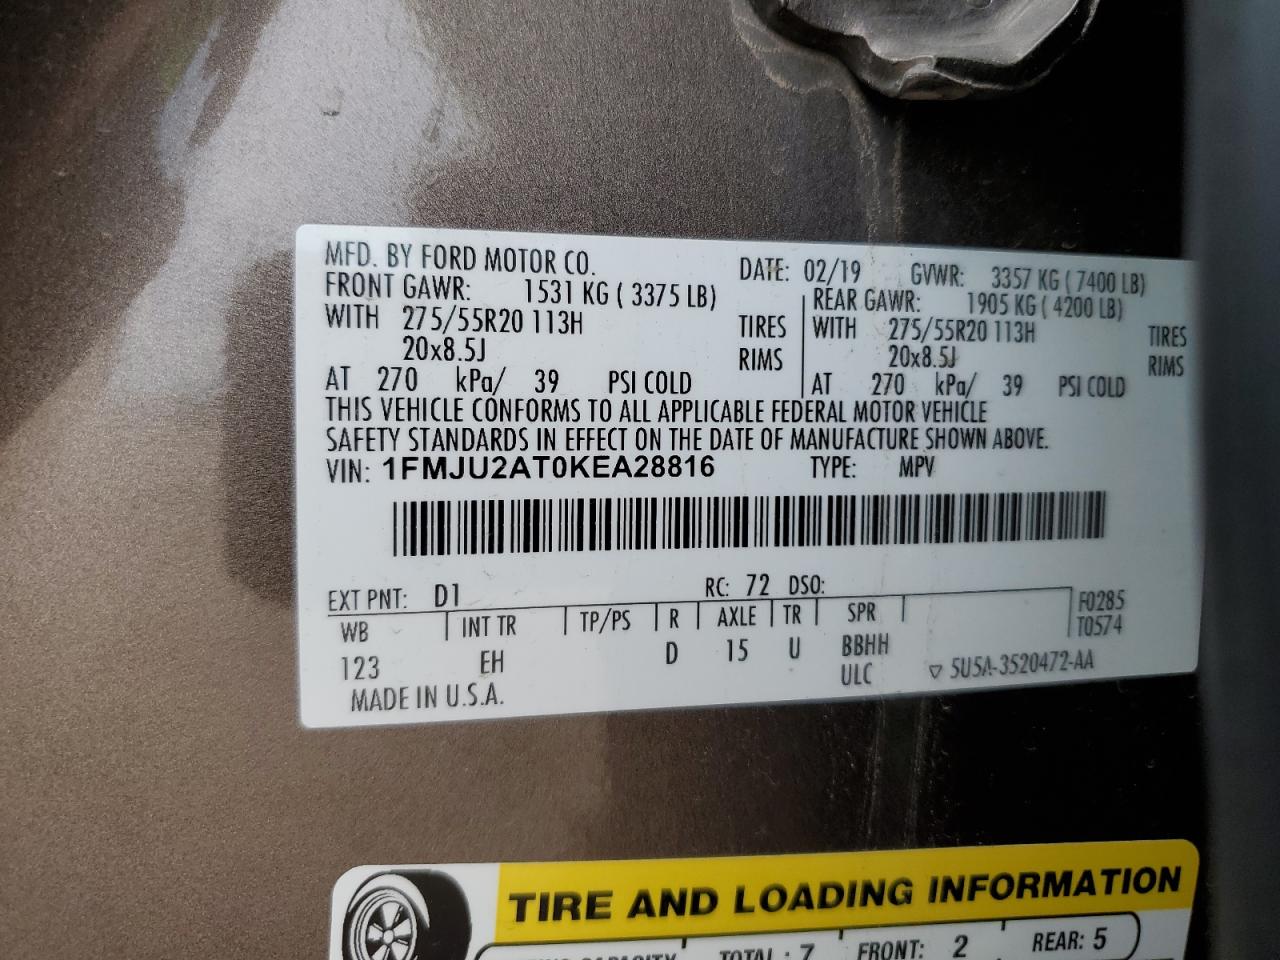 MFD. BY FORD MOTOR CO. DATE: 02/19 GVWR: 3357 KG ( 7400 LB)
FRONT GAWR: 1531 KG ( 3375 LB) REAR GAWR: 1905 KG ( 4200 LB)
WITH 275/55R20 113H TIRES WITH 275/55R20 113H TIRES
20x8.5J RIMS 20x8.5J RIMS
AT 270 kPa/ 39 PSI COLD AT 270 kPa/ 39 PSI COLD
THIS VEHICLE CONFORMS TO ALL APPLICABLE FEDERAL MOTOR VEHICLE
SAFETY STANDARDS IN EFFECT ON THE DATE OF MANUFACTURE SHOWN ABOVE.
VIN: 1FMJU2AT0KEA28816 TYPE: MPV
EXT PNT: D1 RC: 72 DSO:
WB INT TR TP/PS R AXLE TR SPR F0285
T0574
123 EH D 15 U BBHH
ULC ▽ 5U5A-3520472-AA
MADE IN U.S.A.
TIRE AND LOADING INFORMATION
CAPACITY TOTAL : 7 FRONT: 2 REAR: 5